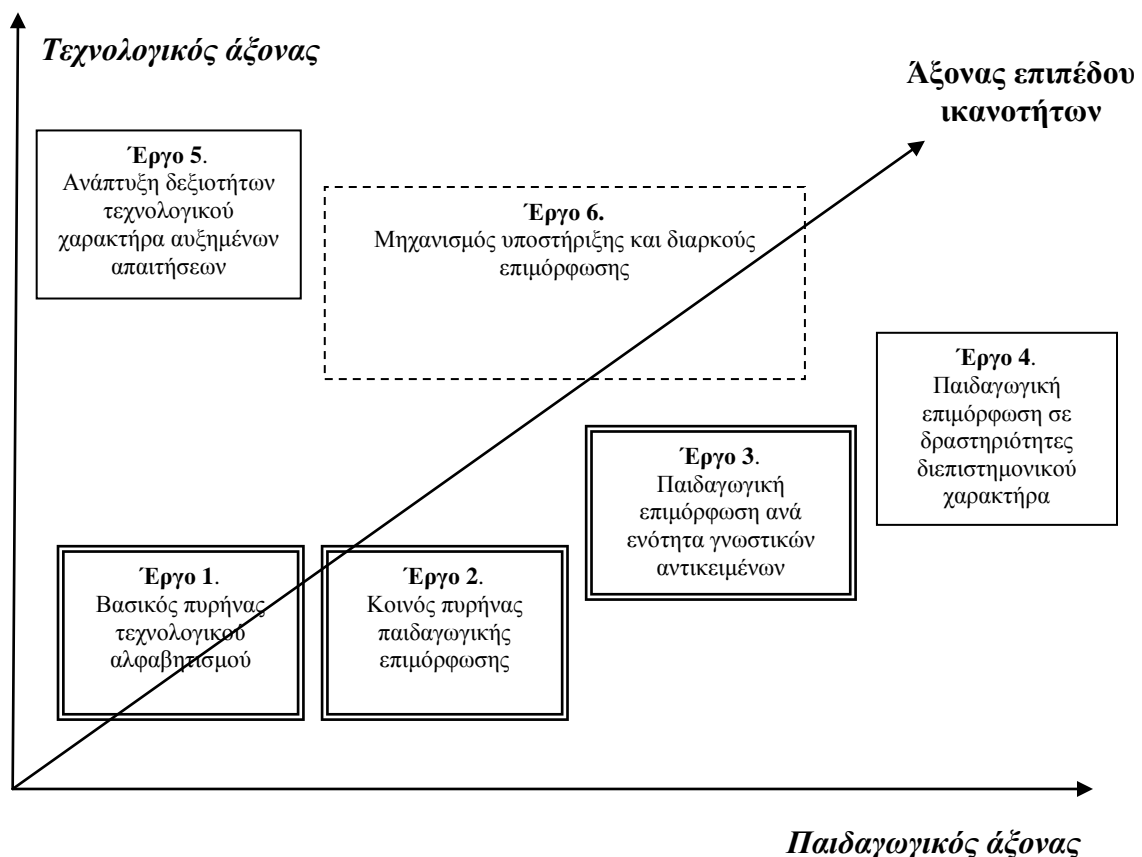 Τεχνολογικός άξονας
Άξονας επιπέδου
ικανοτήτων
Έργο 5.
Ανάπτυξη δεξιοτήτων
τεχνολογικού
χαρακτήρα αυξημένων
απαιτήσεων
Έργο 6.
Μηχανισμός υποστήριξης και διαρκούς
επιμόρφωσης
Έργο 4.
Παιδαγωγική
επιμόρφωση σε
δραστηριότητες
διεπιστημονικού
χαρακτήρα
Έργο 3.
Παιδαγωγική
επιμόρφωση ανά
ενότητα γνωστικών
αντικειμένων
Έργο 1.
Βασικός πυρήνας
τεχνολογικού
αλφαβητισμού
Έργο 2.
Κοινός πυρήνας
παιδαγωγικής
επιμόρφωσης
Παιδαγωγικός άξονας